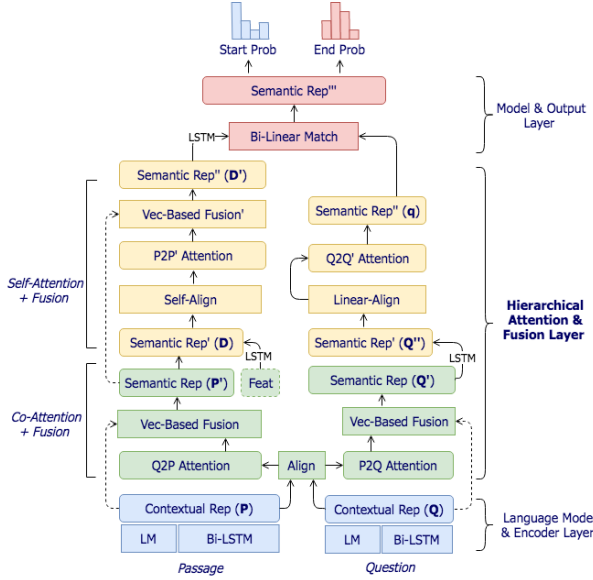 Start Prob
End Prob
Semantic Rep'''
Model & Output
Layer
LSTM
Bi-Linear Match
Semantic Rep'' (D')
Vec-Based Fusion'
Semantic Rep'' (q)
P2P' Attention
Q2Q' Attention
Self-Attention
+ Fusion
Self-Align
Linear-Align
Hierarchical
Attention &
Fusion Layer
Semantic Rep' (D)
Semantic Rep' (Q'')
LSTM
LSTM
Semantic Rep (P')
Feat
Semantic Rep (Q')
Co-Attention
+ Fusion
Vec-Based Fusion
Vec-Based Fusion
Q2P Attention
Align
P2Q Attention
Contextual Rep (P)
Contextual Rep (Q)
Language Mode
& Encoder Layer
LM
Bi-LSTM
LM
Bi-LSTM
Passage
Question